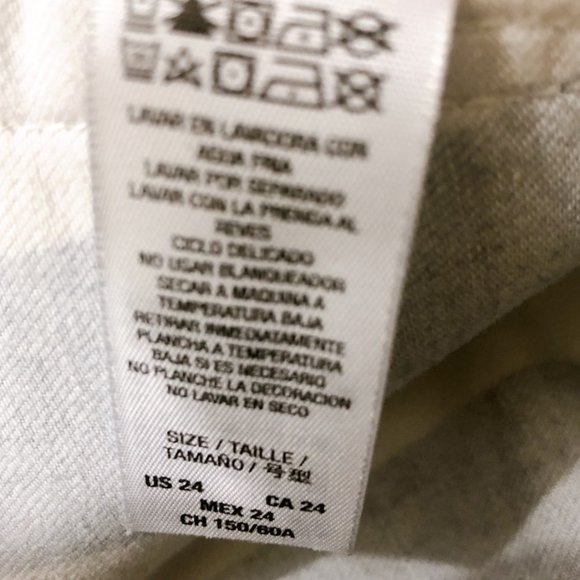 LAVAR EN LAVADORA CON
AGUA FRIA
LAVAR POR SEPARADO
LAVAR CON LA PRENDA AL
REVES
CICLO DELICADO
NO USAR BLANQUEADOR
SECAR A MAQUINA A
TEMPERATURA BAJA
RETIRAR INMEDIATAMENTE
PLANCHA A TEMPERATURA
BAJA SI ES NECESARIO
NO PLANCHE LA DECORACION
NO LAVAR EN SECO
SIZE / TAILLE /
TAMAÑO / 号型
US 24 CA 24
MEX 24
CH 150/60A